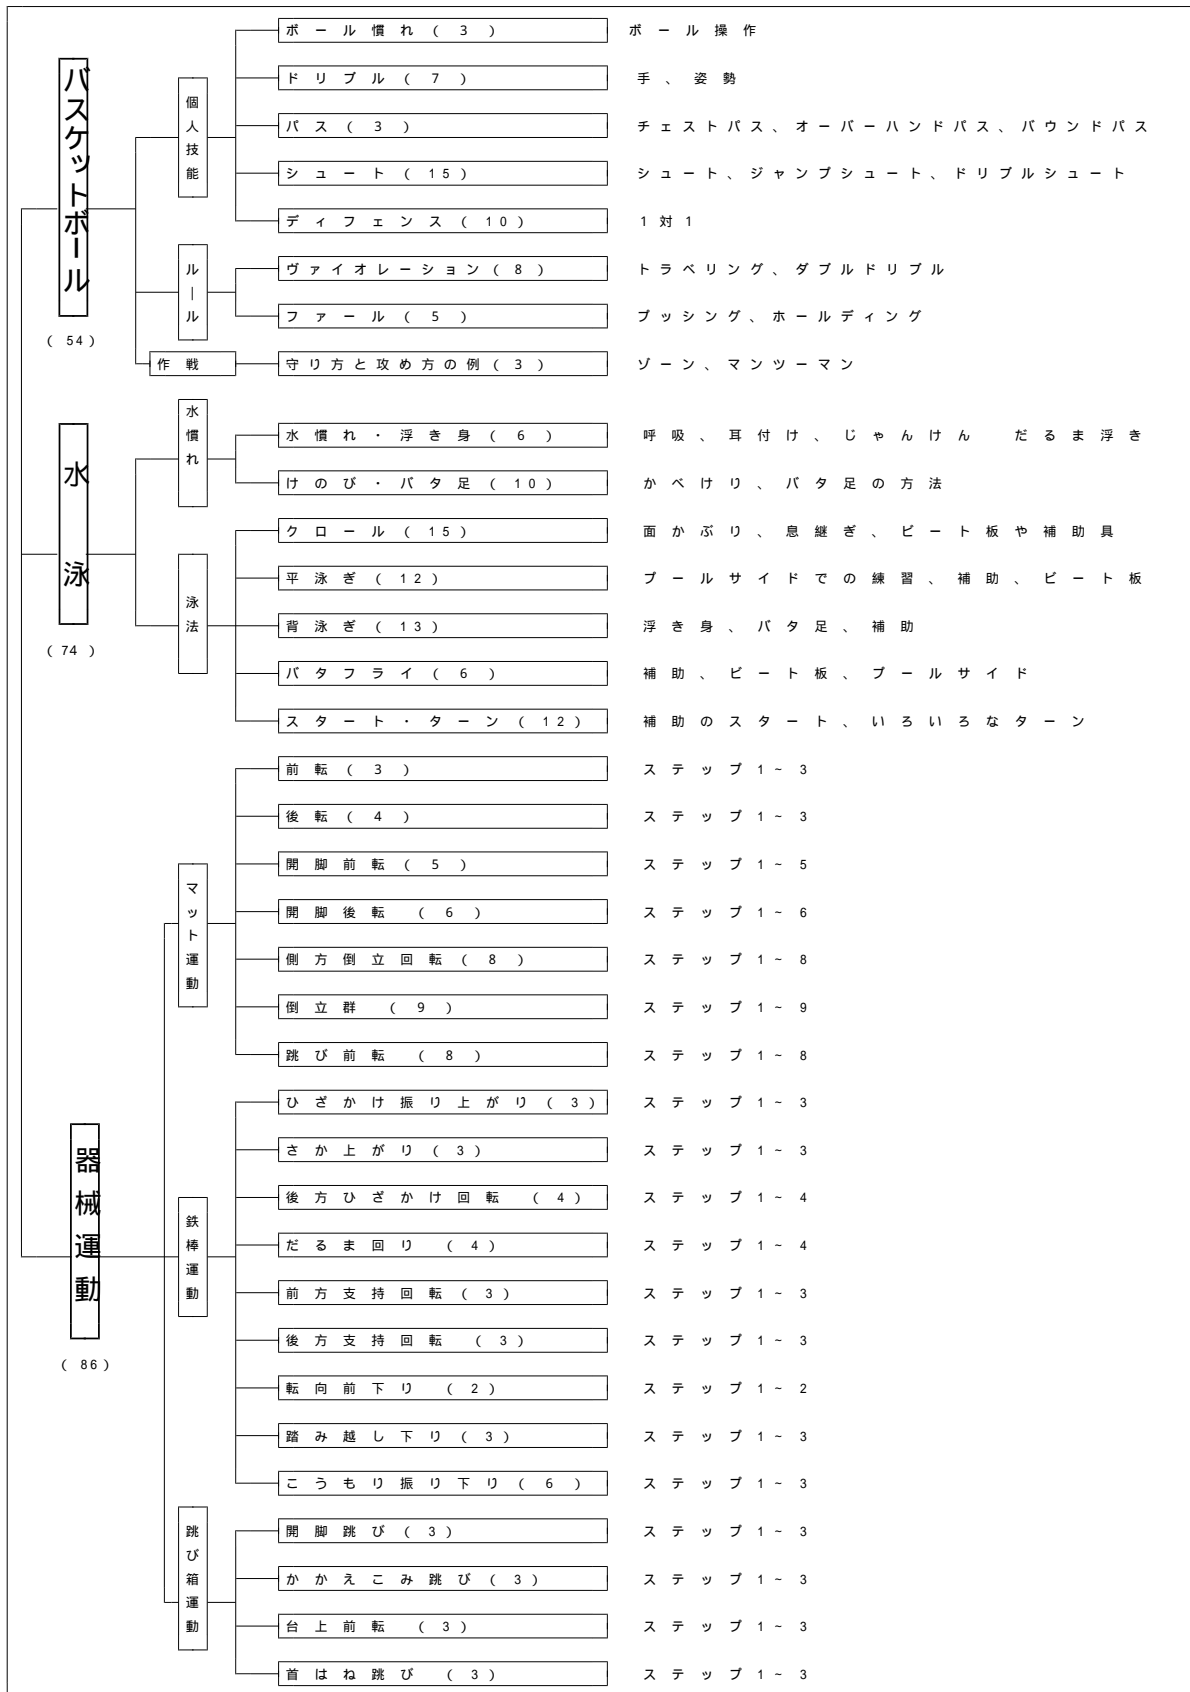 バスケットボール
( 54 )
個人技能
ボール慣れ ( 3 )
ボール操作
ドリブル ( 7 )
手、姿勢
パス ( 3 )
チェストパス、オーバーハンドパス、バウンドパス
シュート ( 15 )
シュート、ジャンプシュート、ドリブルシュート
ディフェンス ( 10 )
1対1
ルール
ヴァイオレーション ( 8 )
トラベリング、ダブルドリブル
ファール ( 5 )
プッシング、ホールディング
作戦
守り方と攻め方の例 ( 3 )
ゾーン、マンツーマン
水泳
( 74 )
水慣れ
水慣れ・浮き身 ( 6 )
呼吸、耳付け、じゃんけん だるま浮き
けのび・バタ足 ( 10 )
かべけり、バタ足の方法
泳法
クロール ( 15 )
面かぶり、息継ぎ、ビート板や補助具
平泳ぎ ( 12 )
プールサイドでの練習、補助、ビート板
背泳ぎ ( 13 )
浮き身、バタ足、補助
バタフライ ( 6 )
補助、ビート板、プールサイド
スタート・ターン ( 12 )
補助のスタート、いろいろなターン
器械運動
( 86 )
マット運動
前転 ( 3 )
ステップ1~3
後転 ( 4 )
ステップ1~3
開脚前転 ( 5 )
ステップ1~5
開脚後転 ( 6 )
ステップ1~6
側方倒立回転 ( 8 )
ステップ1~8
倒立群 ( 9 )
ステップ1~9
跳び前転 ( 8 )
ステップ1~8
鉄棒運動
ひざかけ振り上がり ( 3 )
ステップ1~3
さか上がり ( 3 )
ステップ1~3
後方ひざかけ回転 ( 4 )
ステップ1~4
だるま回り ( 4 )
ステップ1~4
前方支持回転 ( 3 )
ステップ1~3
後方支持回転 ( 3 )
ステップ1~3
転向前下り ( 2 )
ステップ1~2
踏み越し下り ( 3 )
ステップ1~3
こうもり振り下り ( 6 )
ステップ1~3
跳び箱運動
開脚跳び ( 3 )
ステップ1~3
かかえこみ跳び ( 3 )
ステップ1~3
台上前転 ( 3 )
ステップ1~3
首はね跳び ( 3 )
ステップ1~3